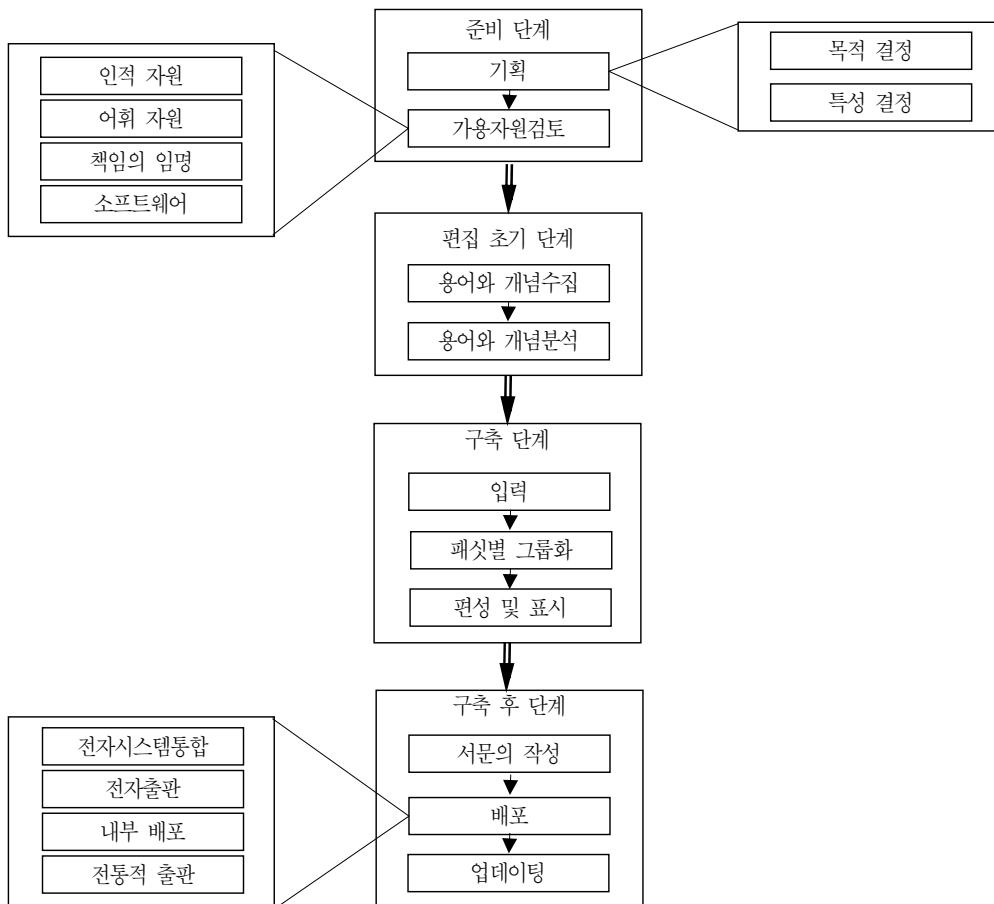 준비 단계
기획
가용자원검토
인적 자원
어휘 자원
책임의 임명
소프트웨어
목적 결정
특성 결정
편집 초기 단계
용어와 개념수집
용어와 개념분석
구축 단계
입력
패싯별 그룹화
편성 및 표시
구축 후 단계
서문의 작성
배포
업데이팅
전자시스템통합
전자출판
내부 배포
전통적 출판